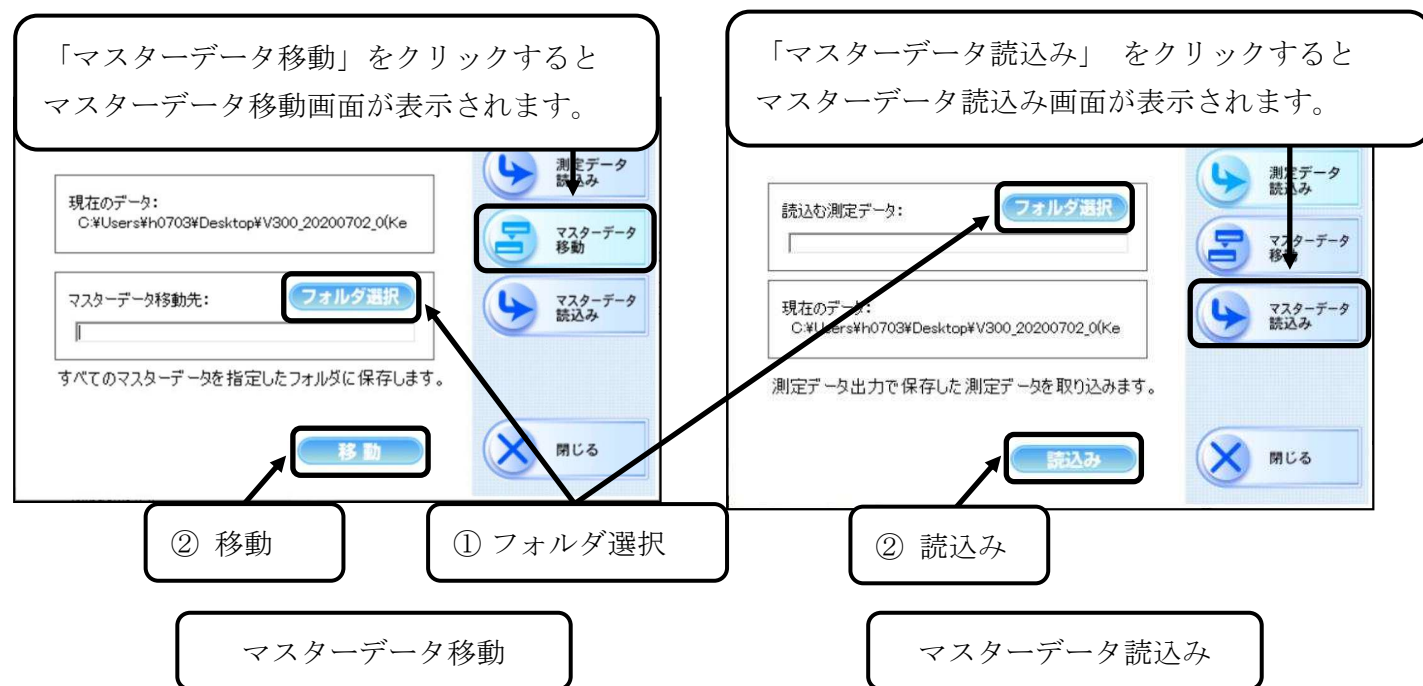 「マスターデータ移動」をクリックすると
マスターデータ移動画面が表示されます。
現在のデータ:
C:¥Users¥h0703¥Desktop¥V300_20200702_0(Ke
マスターデータ移動先:
フォルダ選択
すべてのマスターデータを指定したフォルダに保存します。
移動
測定データ
読込み
マスターデータ
移動
マスターデータ
読込み
閉じる
② 移動
① フォルダ選択
マスターデータ移動
「マスターデータ読込み」 をクリックすると
マスターデータ読込み画面が表示されます。
読込む測定データ:
フォルダ選択
現在のデータ:
C:¥Users¥h0703¥Desktop¥V300_20200702_0(Ke
測定データ出力で保存した測定データを取り込みます。
読込み
測定データ
読込み
マスターデータ
移動
マスターデータ
読込み
閉じる
② 読込み
マスターデータ読込み